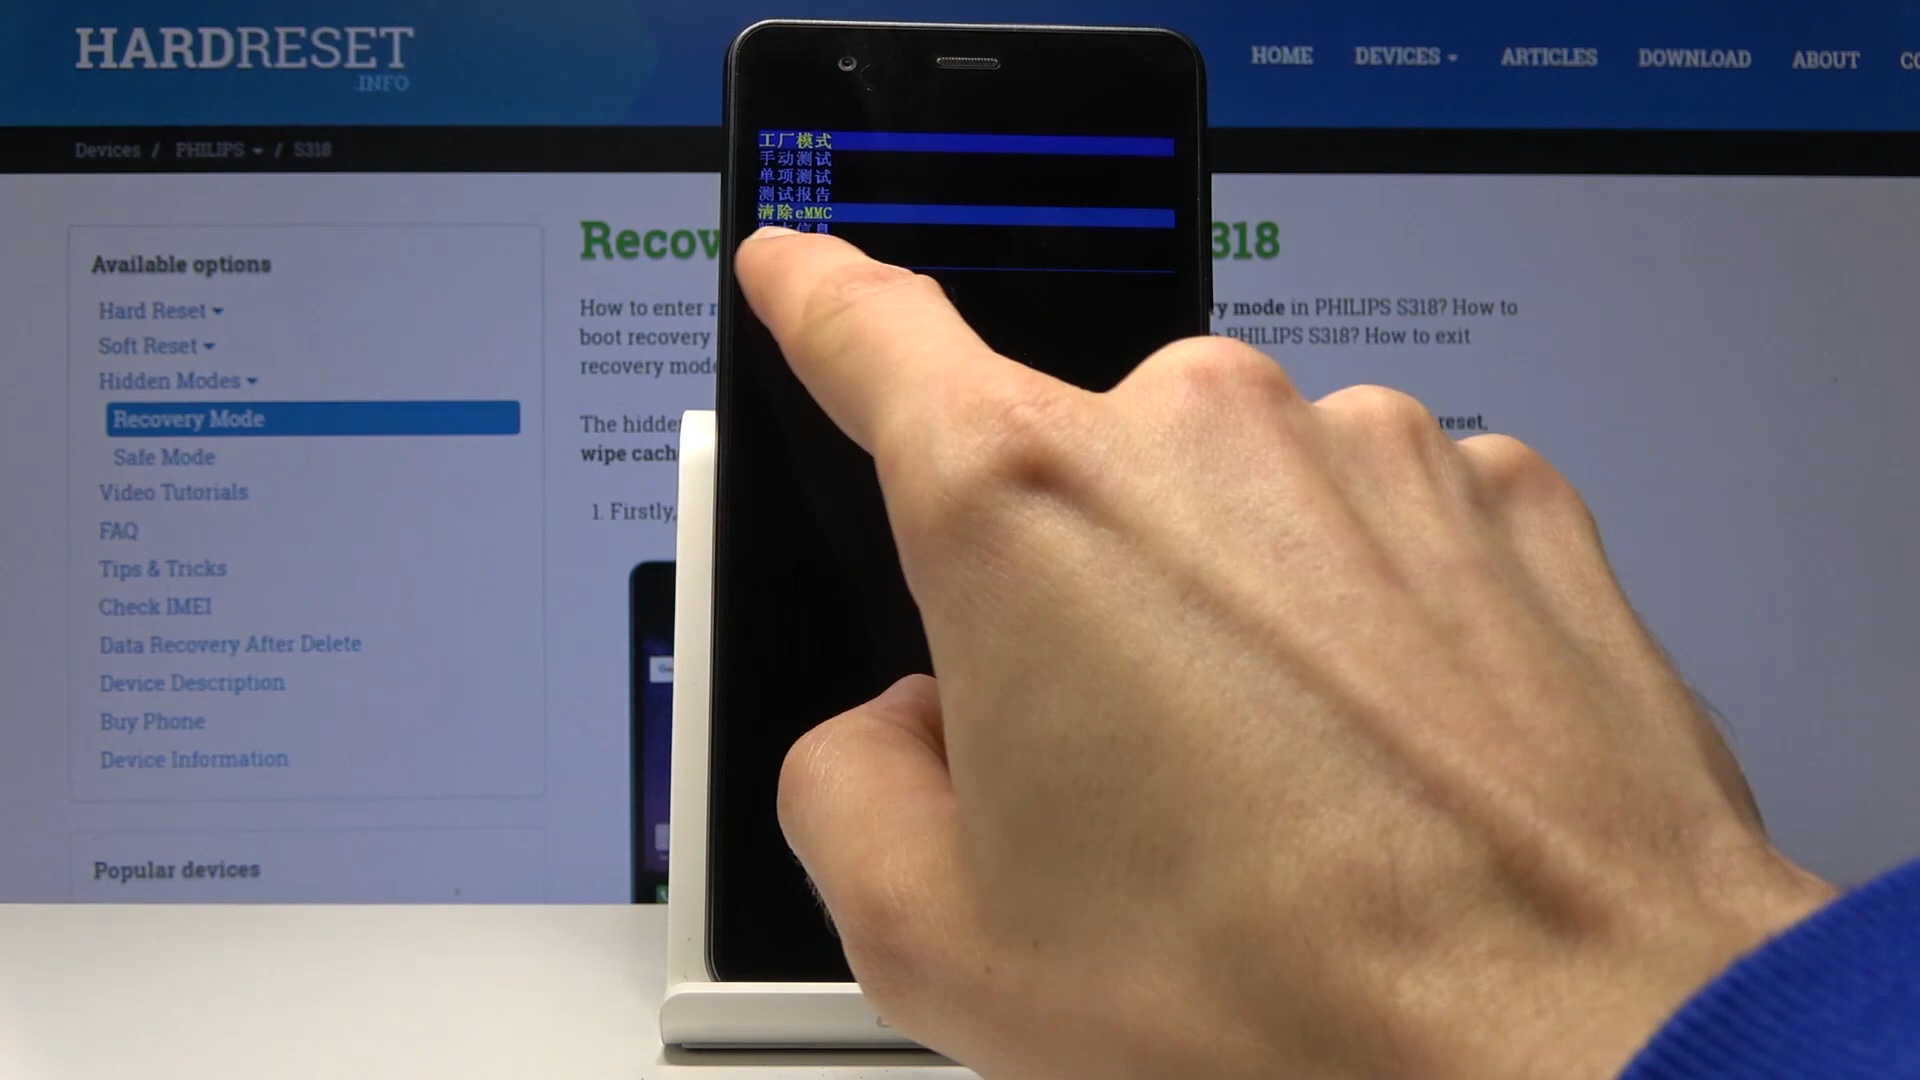 HARDRESET
.INFO
HOME DEVICES ARTICLES DOWNLOAD ABOUT
Devices / PHILIPS / S318
工厂模式
手动测试
单项测试
测试报告
清除eMMC
版本信息
Available options
Hard Reset
Soft Reset
Hidden Modes
Recovery Mode
Safe Mode
Video Tutorials
FAQ
Tips & Tricks
Check IMEI
Data Recovery After Delete
Device Description
Buy Phone
Device Information
Popular devices
318
How to enter
mode in PHILIPS S318? How to
boot recovery
PHILIPS S318? How to exit
recovery
The
reset,
wipe
1. Firstly,